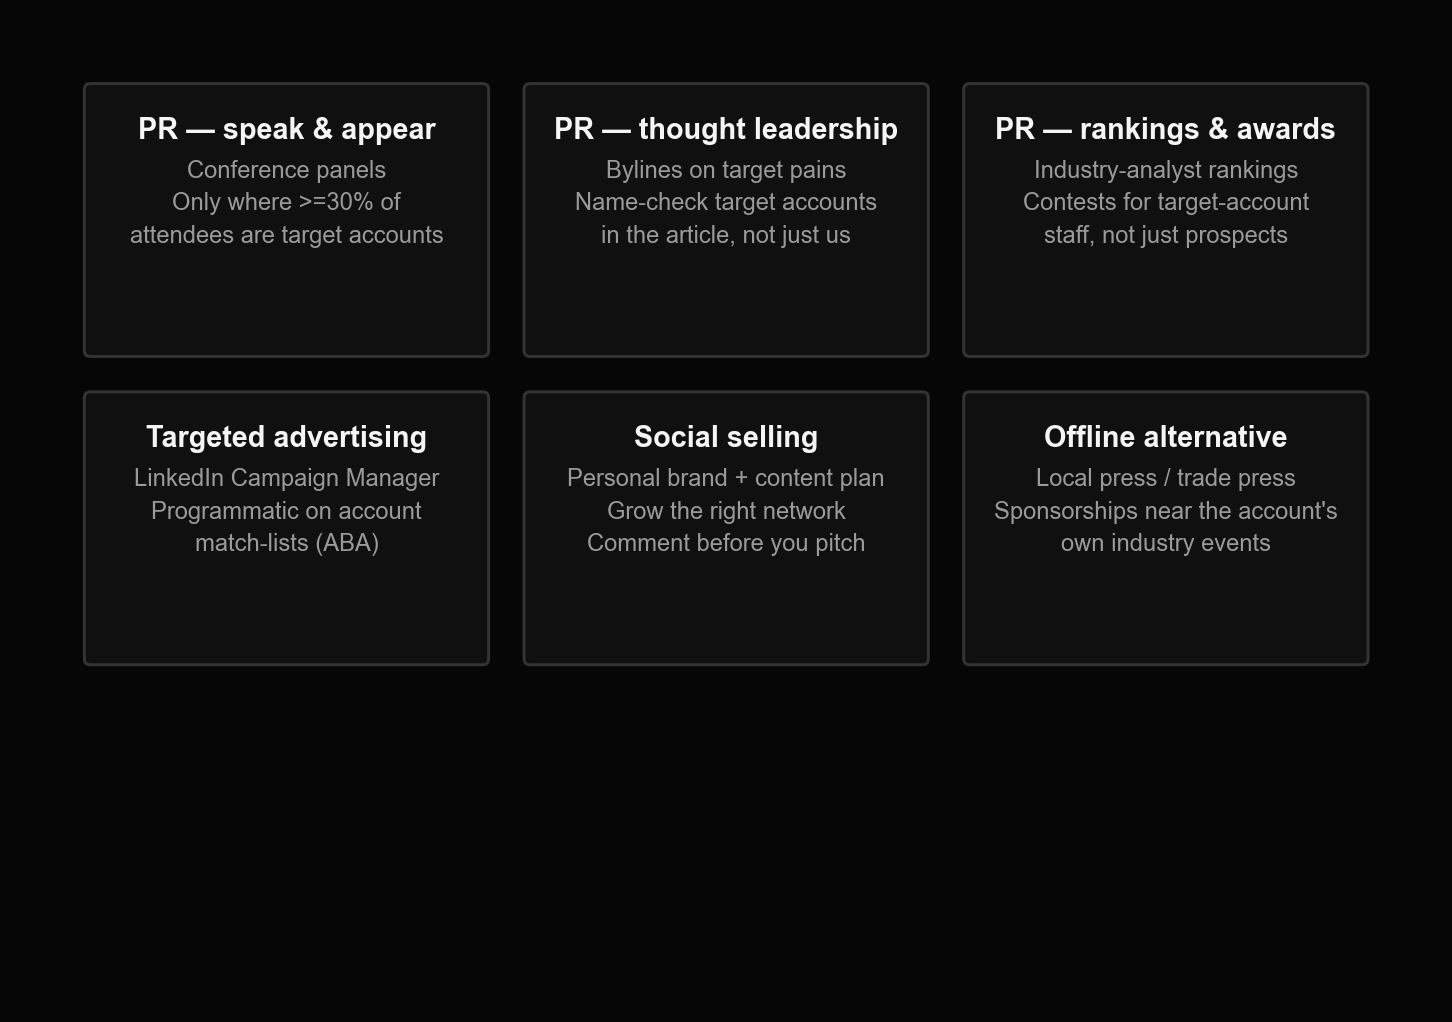 PR — speak & appear
Conference panels
Only where >=30% of
attendees are target accounts
PR — thought leadership
Bylines on target pains
Name-check target accounts
in the article, not just us
PR — rankings & awards
Industry-analyst rankings
Contests for target-account
staff, not just prospects
Targeted advertising
LinkedIn Campaign Manager
Programmatic on account
match-lists (ABA)
Social selling
Personal brand + content plan
Grow the right network
Comment before you pitch
Offline alternative
Local press / trade press
Sponsorships near the account's
own industry events